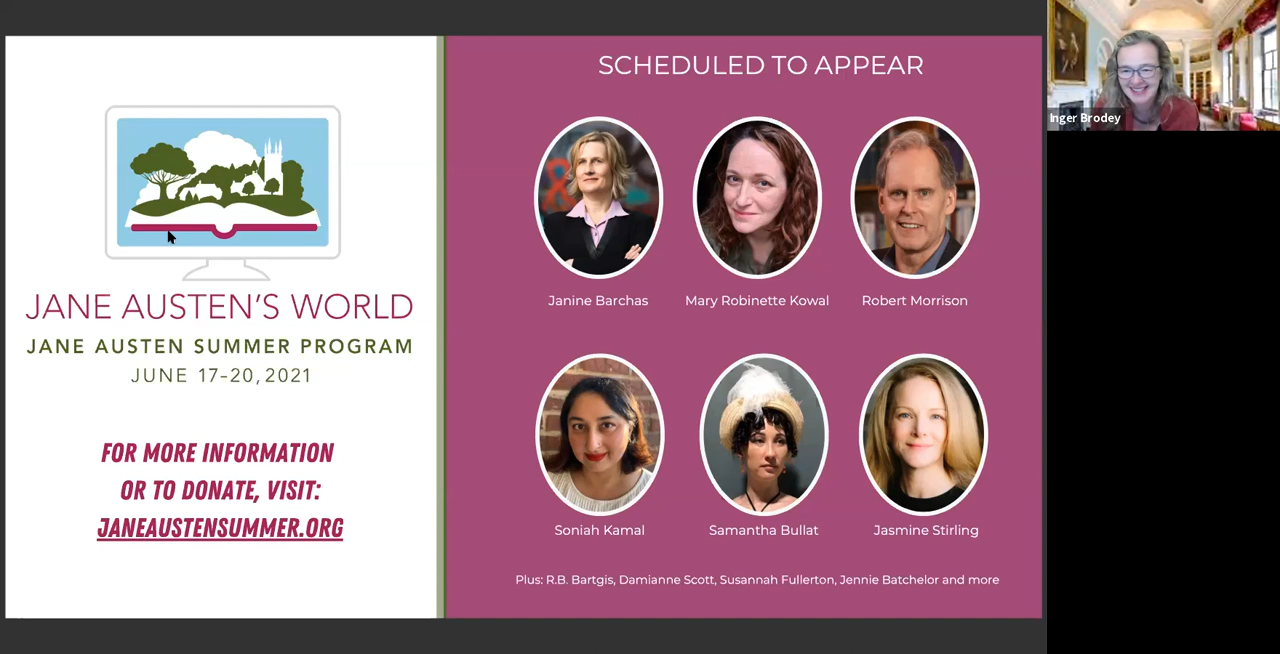 JANE AUSTEN'S WORLD
JANE AUSTEN SUMMER PROGRAM
JUNE 17-20, 2021
FOR MORE INFORMATION
OR TO DONATE, VISIT:
JANEAUSTENSUMMER.ORG
SCHEDULED TO APPEAR
Janine Barchas
Mary Robinette Kowal
Robert Morrison
Soniah Kamal
Samantha Bullat
Jasmine Stirling
Plus: R.B. Bartgis, Damianne Scott, Susannah Fullerton, Jennie Batchelor and more
Inger Brodey